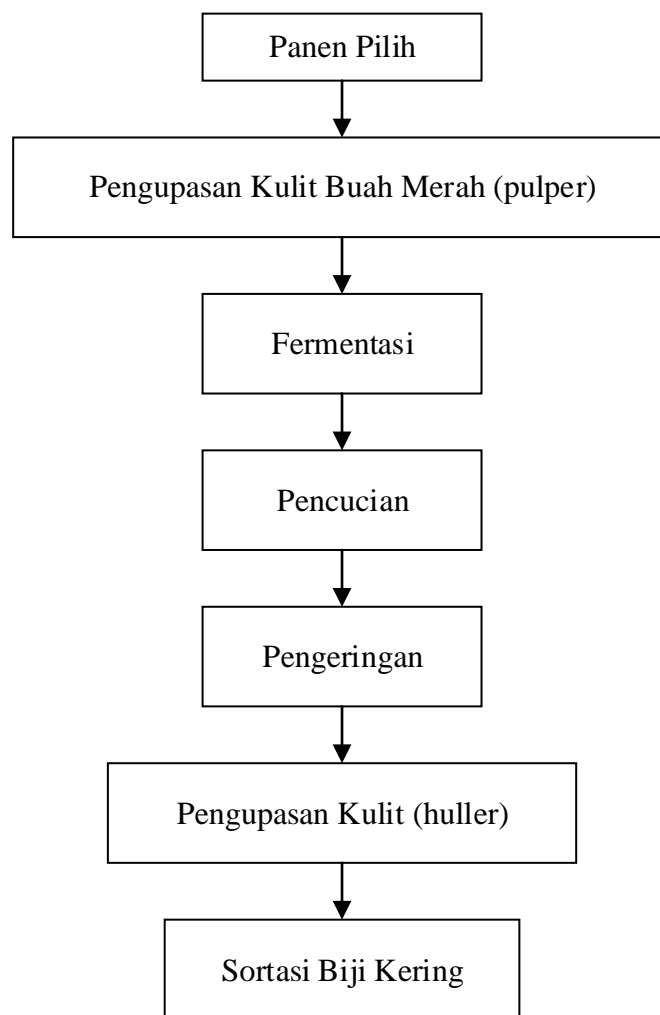 Panen Pilih
Pengupasan Kulit Buah Merah (pulper)
Fermentasi
Pencucian
Pengeringan
Pengupasan Kulit (huller)
Sortasi Biji Kering